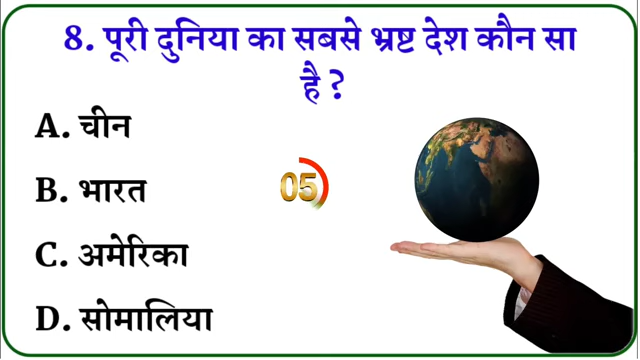 8. पूरी दुनिया का सबसे भ्रष्ट देश कौन सा
है ?
A. चीन
B. भारत
05
C. अमेरिका
D. सोमालिया